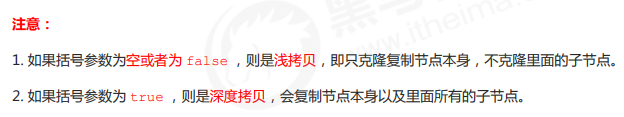 注意：
1. 如果括号参数为空或者为 false ，则是浅拷贝，即只克隆复制节点本身，不克隆里面的子节点。
2. 如果括号参数为 true ，则是深度拷贝，会复制节点本身以及里面所有的子节点。